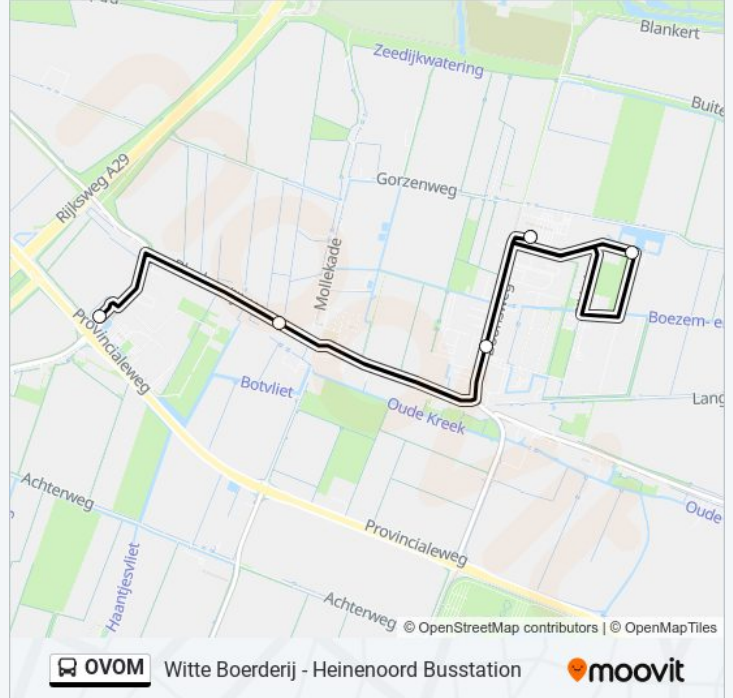 Blankert
Zeedijkwatering
Buite
Rijksweg A29
Gorzenweg
Mollekade
Boezem- e
Provincialeweg
Botvliet
Lang
Oude Kreek
Achterweg
Oude
Provincialeweg
Haantjesvliet
Achterweg
© OpenStreetMap contributors | © OpenMapTiles
OVOM
Witte Boerderij - Heinenoord Busstation
moovit